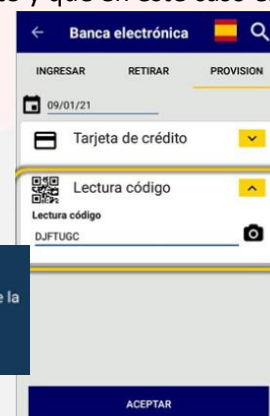 y que en este caso
Banca electrónica
INGRESAR RETIRAR PROVISION
09/01/21
Tarjeta de crédito
Lectura código
Lectura código
DJFTUGC
e la
ACEPTAR